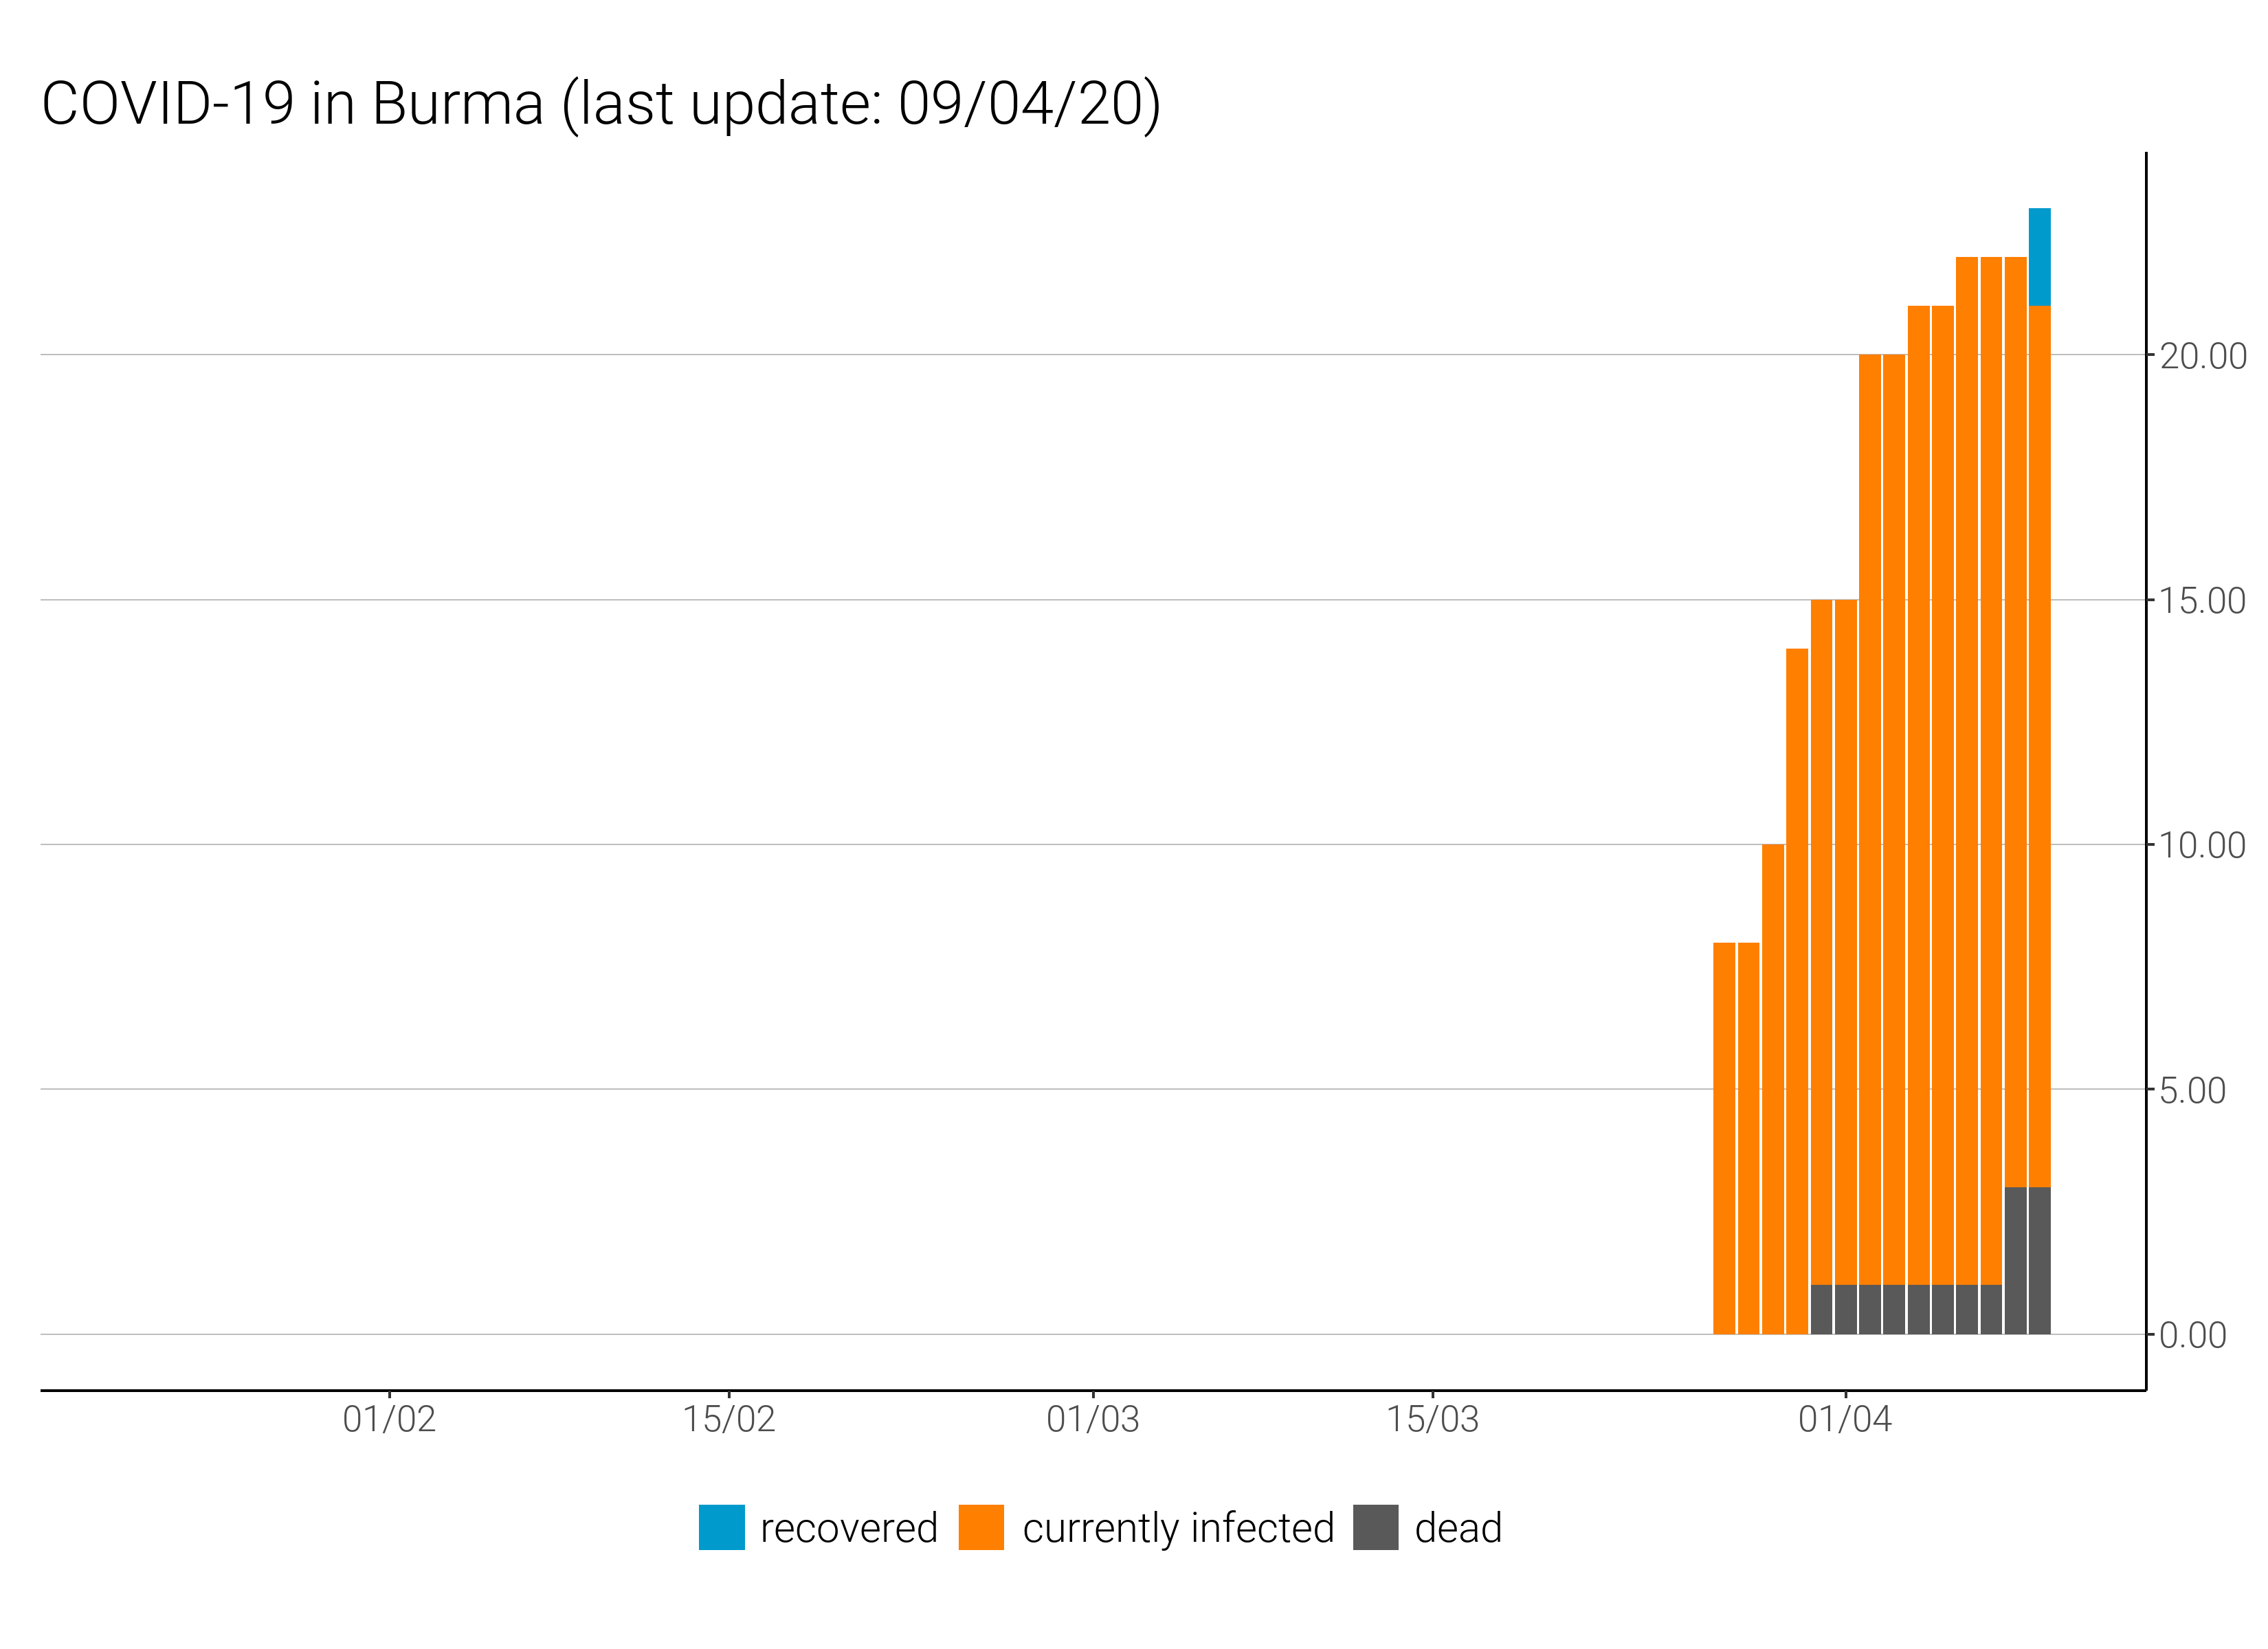 COVID-19 in Burma (last update: 09/04/20)
20.00
15.00
10.00
5.00
0.00
01/02 15/02 01/03 15/03 01/04
recovered currently infected dead